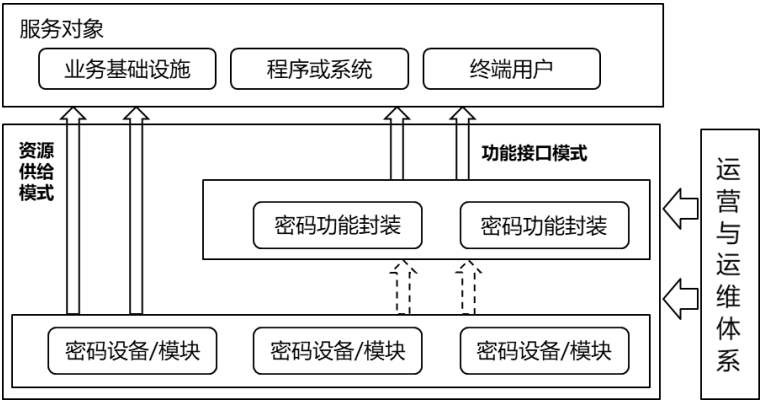 服务对象
业务基础设施
程序或系统
终端用户
资源
供给
模式
功能接口模式
密码功能封装
密码功能封装
密码设备/模块
密码设备/模块
密码设备/模块
运
营
与
运
维
体
系